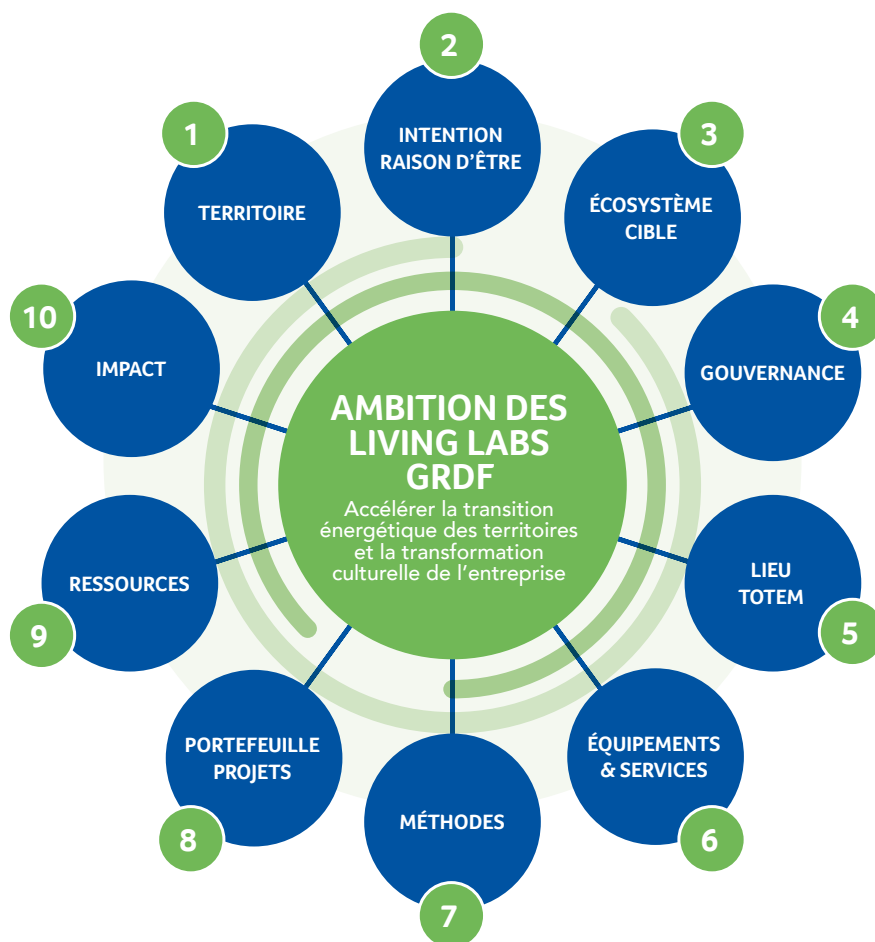 1
TERRITOIRE
2
INTENTION
RAISON D'ÊTRE
3
ÉCOSYSTÈME
CIBLE
4
GOUVERNANCE
5
LIEU
TOTEM
6
ÉQUIPEMENTS
& SERVICES
7
MÉTHODES
8
PORTEFEUILLE
PROJETS
9
RESSOURCES
10
IMPACT
AMBITION DES
LIVING LABS
GRDF
Accélérer la transition
énergétique des territoires
et la transformation
culturelle de l'entreprise